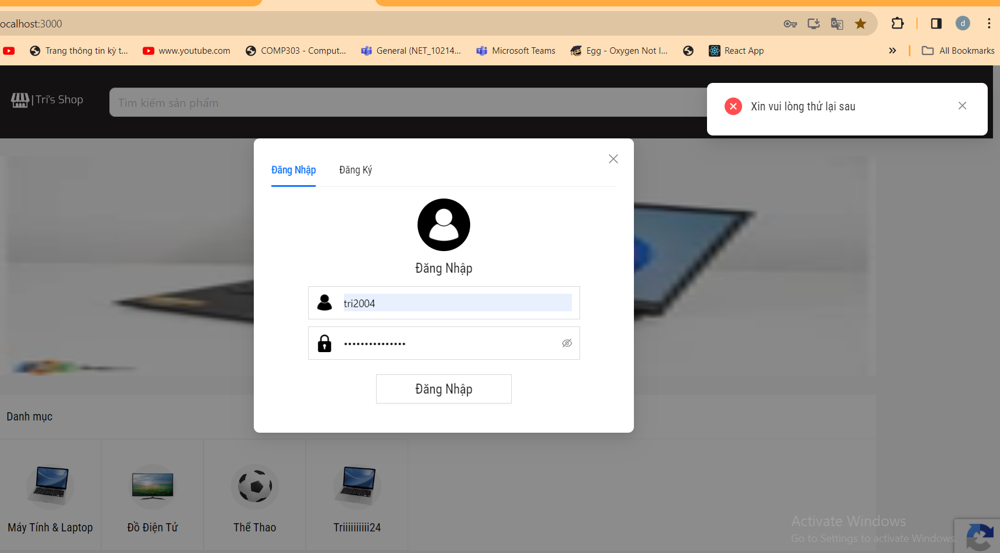 ocalhost:3000
d
Trang thông tin kỳ t...
www.youtube.com
COMP303 - Comput...
General (NET_10214...
Microsoft Teams
Egg - Oxygen Not I...
React App
»
All Bookmarks
| Tri's Shop
Tìm kiếm sản phẩm
Xin vui lòng thử lại sau
Đăng Nhập
Đăng Ký
Đăng Nhập
tri2004
•••••••••••••••
Đăng Nhập
Danh mục
Máy Tính & Laptop
Đồ Điện Tử
Thể Thao
Triiiiiiiiii24
Activate Windows
Go to Settings to activate Windows.